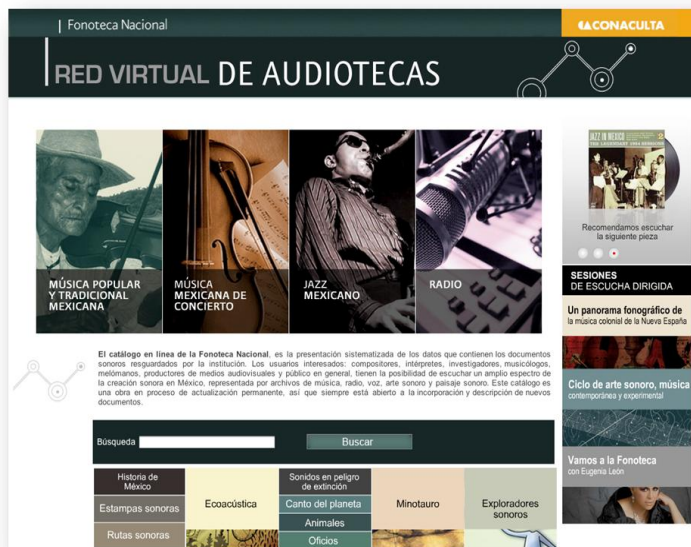 | Fonoteca Nacional
CONACULTA
RED VIRTUAL DE AUDIOTECAS
MÚSICA POPULAR
Y TRADICIONAL
MEXICANA
MÚSICA
MEXICANA DE
CONCIERTO
JAZZ
MEXICANO
RADIO
JAZZ IN MEXICO
THE LEGENDARY 1954 SESSIONS
2
Recomendamos escuchar
la siguiente pieza
SESIONES
DE ESCUCHA DIRIGIDA
Un panorama fonográfico de
la música colonial de la Nueva España
Ciclo de arte sonoro, música
contemporánea y experimental
Vamos a la Fonoteca
con Eugenia León
El catálogo en línea de la Fonoteca Nacional, es la presentación sistematizada de los datos que contienen los documentos
sonoros resguardados por la institución. Los usuarios interesados: compositores, intérpretes, investigadores, musicólogos,
melómanos, productores de medios audiovisuales y público en general, tienen la posibilidad de escuchar un amplio espectro de
la creación sonora en México, representada por archivos de música, radio, voz, arte sonoro y paisaje sonoro. Este catálogo es
una obra en proceso de actualización permanente, así que siempre está abierto a la incorporación y descripción de nuevos
documentos.
Búsqueda
Buscar
Historia de
México
Estampas sonoras
Rutas sonoras
Ecoacústica
Sonidos en peligro
de extinción
Canto del planeta
Animales
Oficios
Minotauro
Exploradores
sonoros